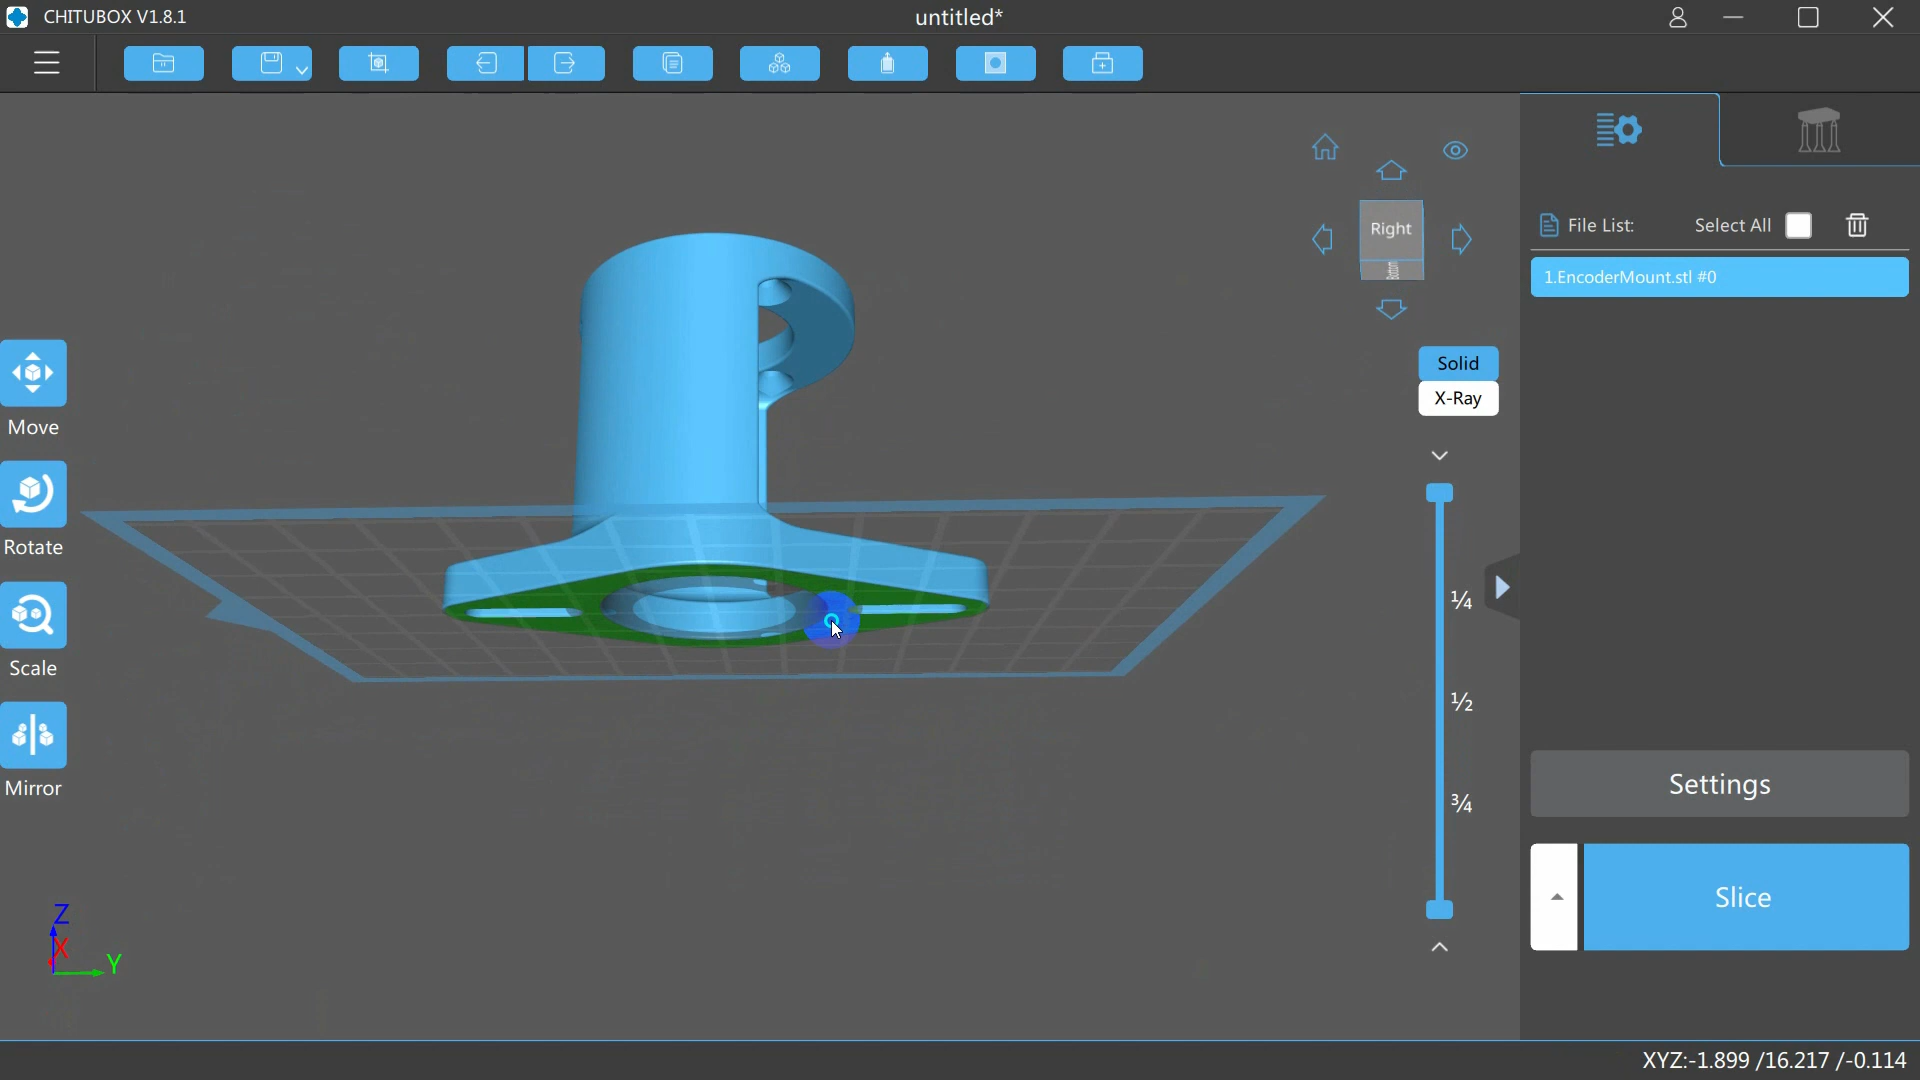 CHITUBOX V1.8.1
untitled*
Right
Bottom
File List:
Select All
1.EncoderMount.stl #0
Solid
X-Ray
Move
Rotate
Scale
Mirror
¼
½
¾
Settings
Slice
Z
X
Y
XYZ:-1.899 /16.217 /-0.114